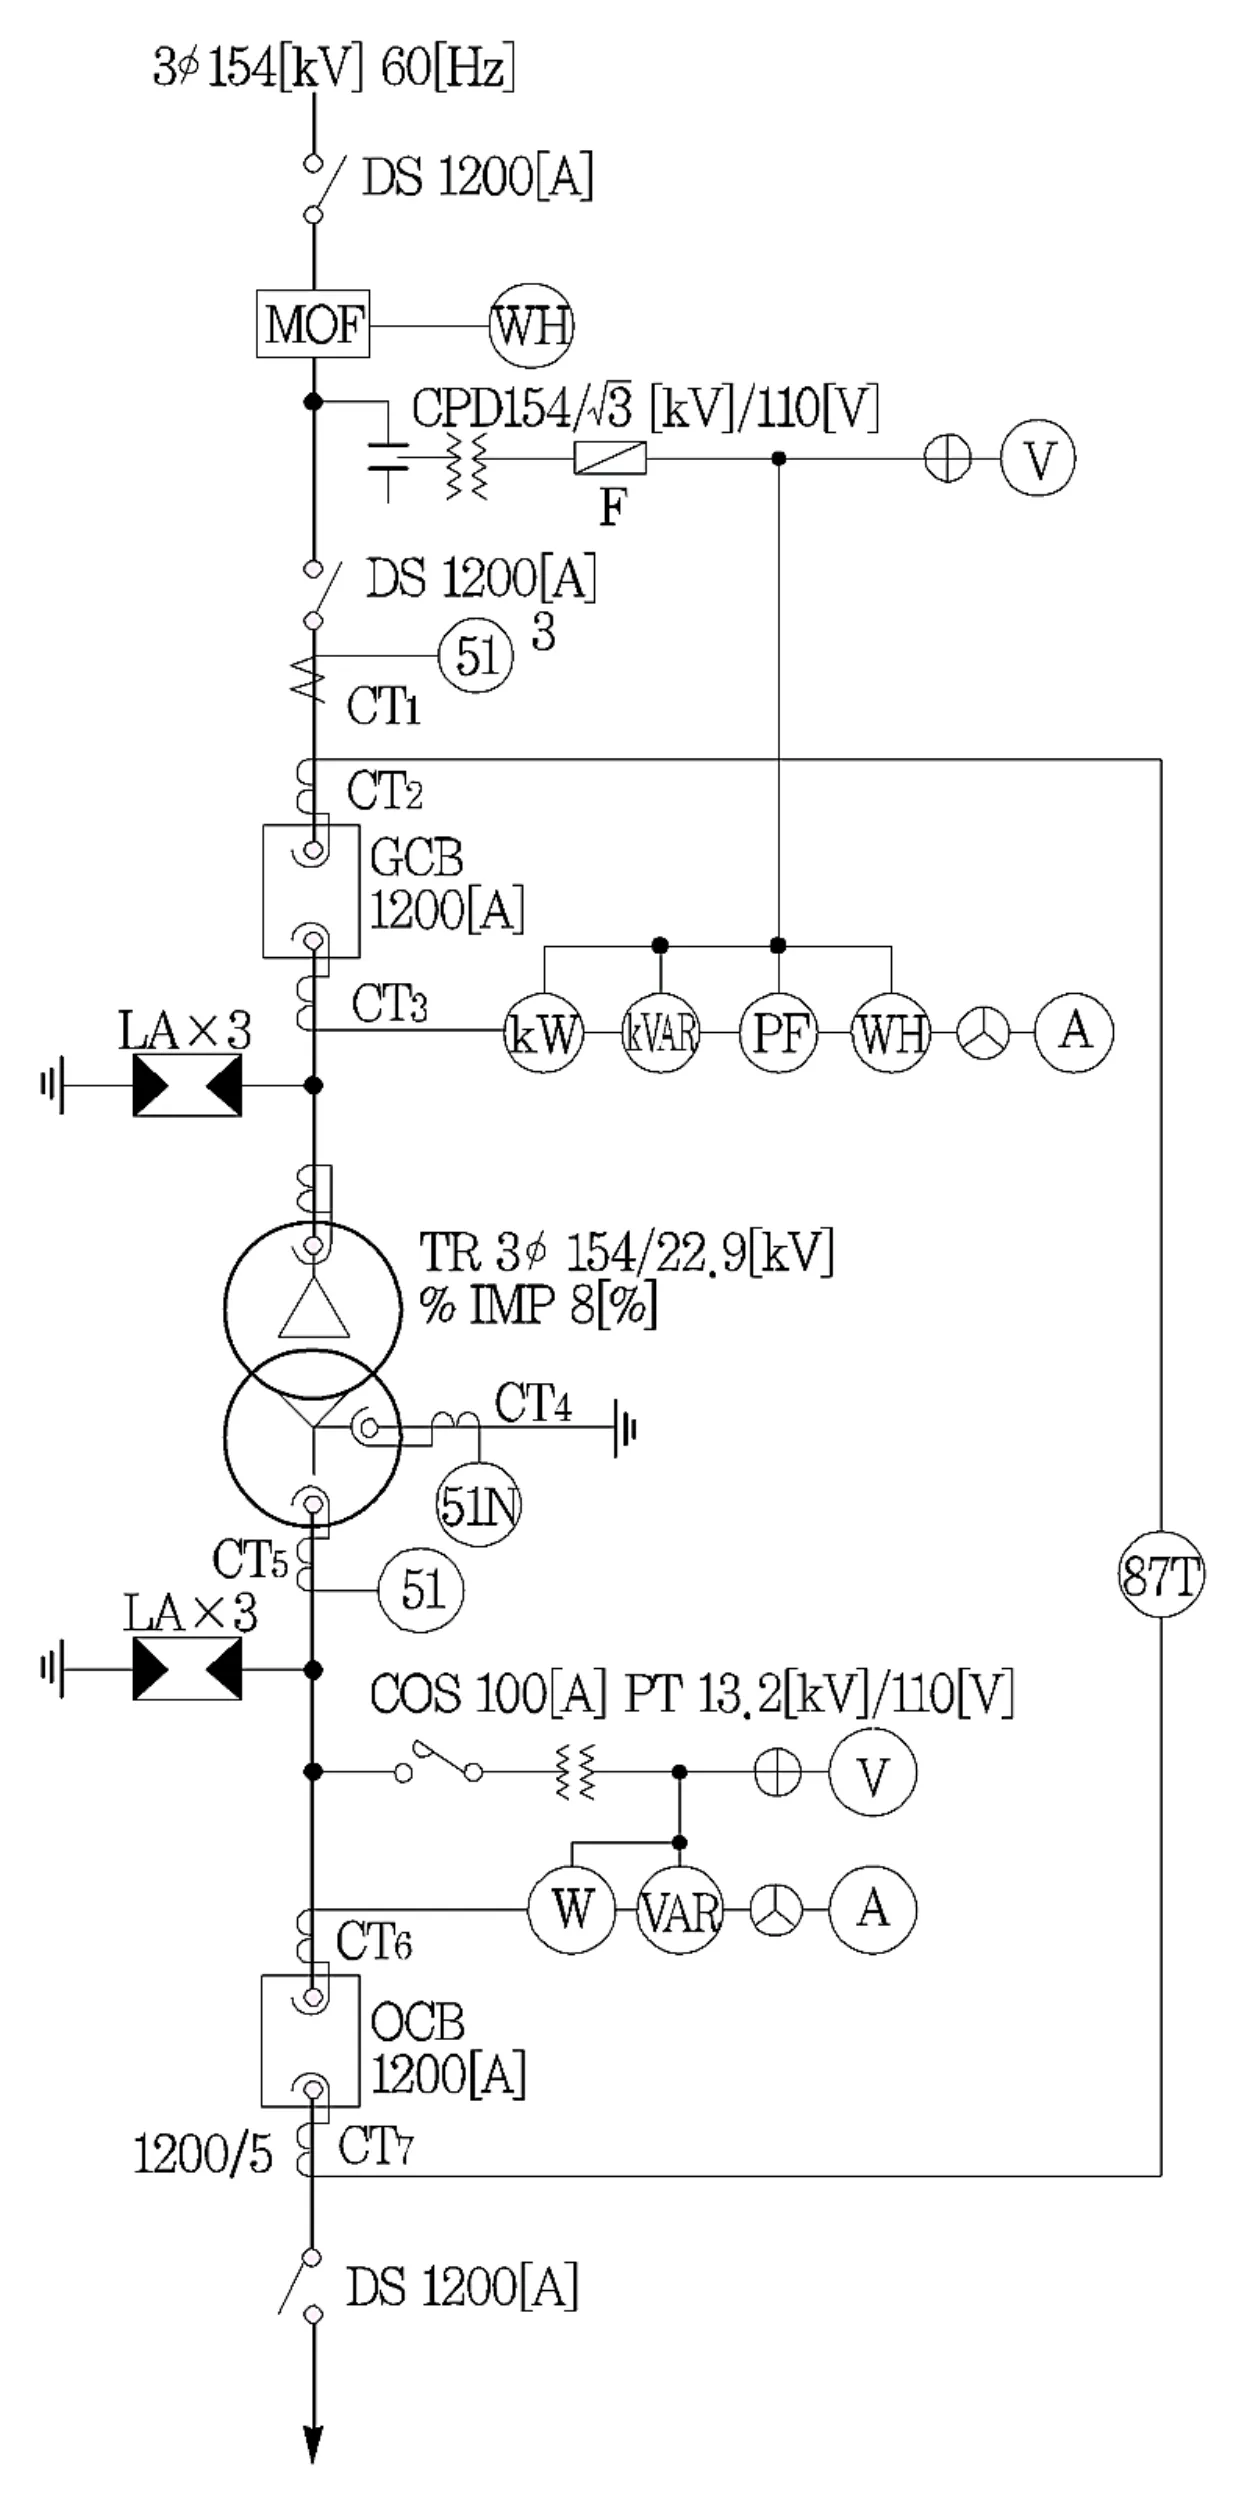 3φ 154[kV] 60[Hz]
DS 1200[A]
MOF
WH
CPD154/√3 [kV]/110[V]
V
F
DS 1200[A]
3
51
CT1
CT2
GCB
1200[A]
CT3
kW
kVAR
PF
WH
A
LA×3
TR 3φ 154/22.9[kV]
% IMP 8[%]
CT4
51N
CT5
51
87T
LA×3
COS 100[A] PT 13.2[kV]/110[V]
V
W
VAR
A
CT6
OCB
1200[A]
1200/5
CT7
DS 1200[A]